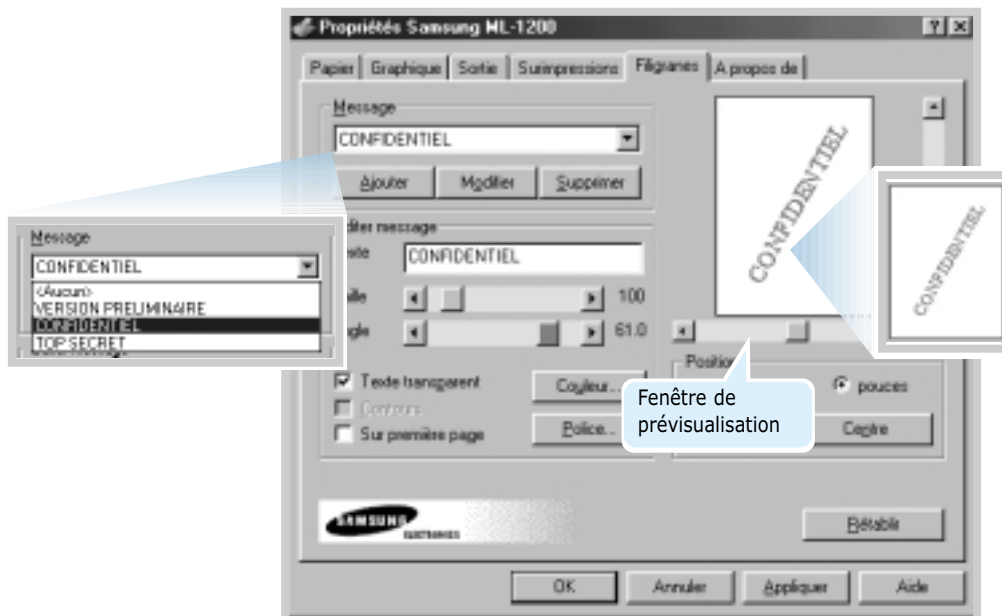 Propriétés Samsung ML-1200
Papier Graphique Sortie Surimpressions Filigranes A propos de
Message
CONFIDENTIEL
Ajouter Modifier Supprimer
Message
CONFIDENTIEL
<Aucun>
VERSION PRELIMINAIRE
CONFIDENTIEL
TOP SECRET
message
CONFIDENTIEL
100
61.0
Texte transparent
Contours
Sur première page
Couleur...
Police...
CONFIDENTIEL
CONFIDENTIEL
Position
pouces
Centre
Fenêtre de
prévisualisation
SAMSUNG
ELECTRONICS
Rétablir
OK Annuler Appliquer Aide